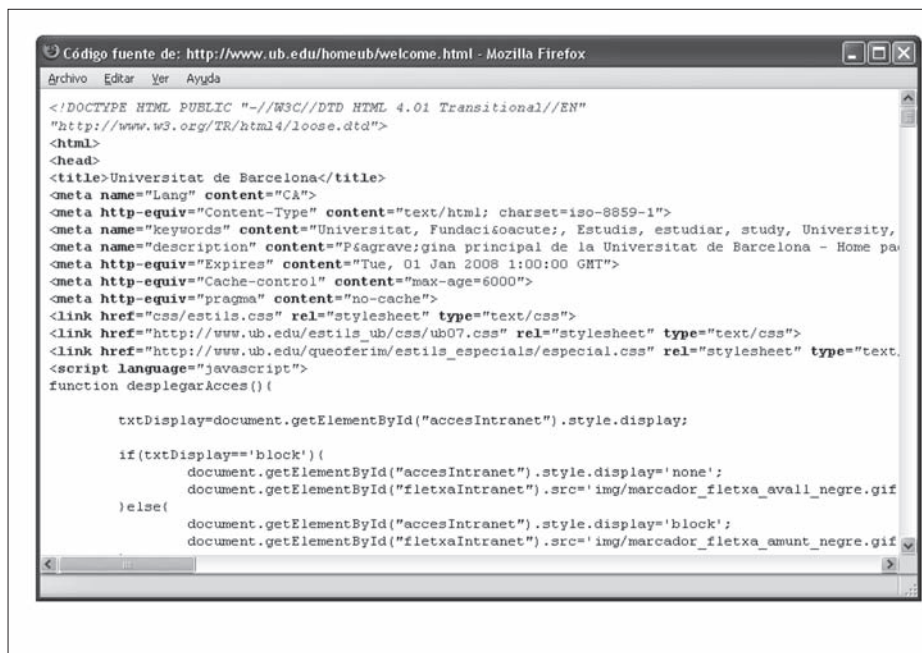 Código fuente de: http://www.ub.edu/homeub/welcome.html - Mozilla Firefox
Archivo Editar Ver Ayuda
<!DOCTYPE HTML PUBLIC "-//W3C//DTD HTML 4.01 Transitional//EN"
"http://www.w3.org/TR/html4/loose.dtd">
<html>
<head>
<title>Universitat de Barcelona</title>
<meta name="Lang" content="CA">
<meta http-equiv="Content-Type" content="text/html; charset=iso-8859-1">
<meta name="keywords" content="Universitat, Fundaci&oacute;, Estudis, estudiar, study, University,
<meta name="description" content="P&agrave;gina principal de la Universitat de Barcelona - Home pa
<meta http-equiv="Expires" content="Tue, 01 Jan 2008 1:00:00 GMT">
<meta http-equiv="Cache-control" content="max-age=6000">
<meta http-equiv="pragma" content="no-cache">
<link href="css/estils.css" rel="stylesheet" type="text/css">
<link href="http://www.ub.edu/estils_ub/css/ub07.css" rel="stylesheet" type="text/css">
<link href="http://www.ub.edu/queoferim/estils_especials/especial.css" rel="stylesheet" type="text.
<script language="javascript">
function desplegarAcces(){
txtDisplay=document.getElementById("accesIntranet").style.display;
if(txtDisplay=='block'){
document.getElementById("accesIntranet").style.display='none';
document.getElementById("fletxaIntranet").src='img/marcador_fletxa_avall_negre.gif
}else{
document.getElementById("accesIntranet").style.display='block';
document.getElementById("fletxaIntranet").src='img/marcador_fletxa_amunt_negre.gif